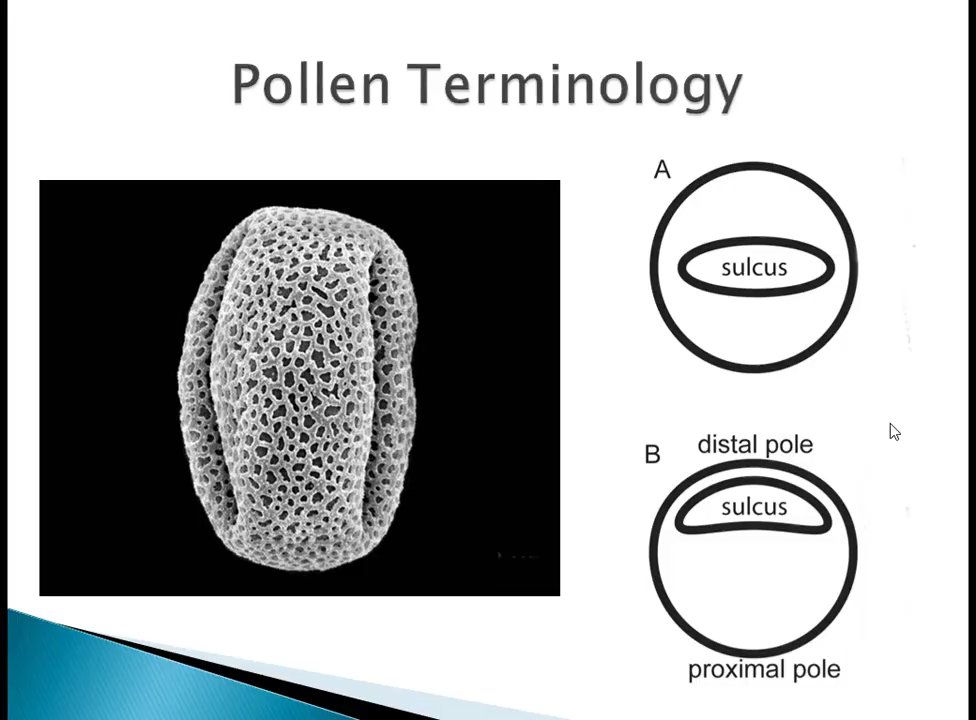 Pollen Terminology
A
sulcus
B
distal pole
sulcus
proximal pole